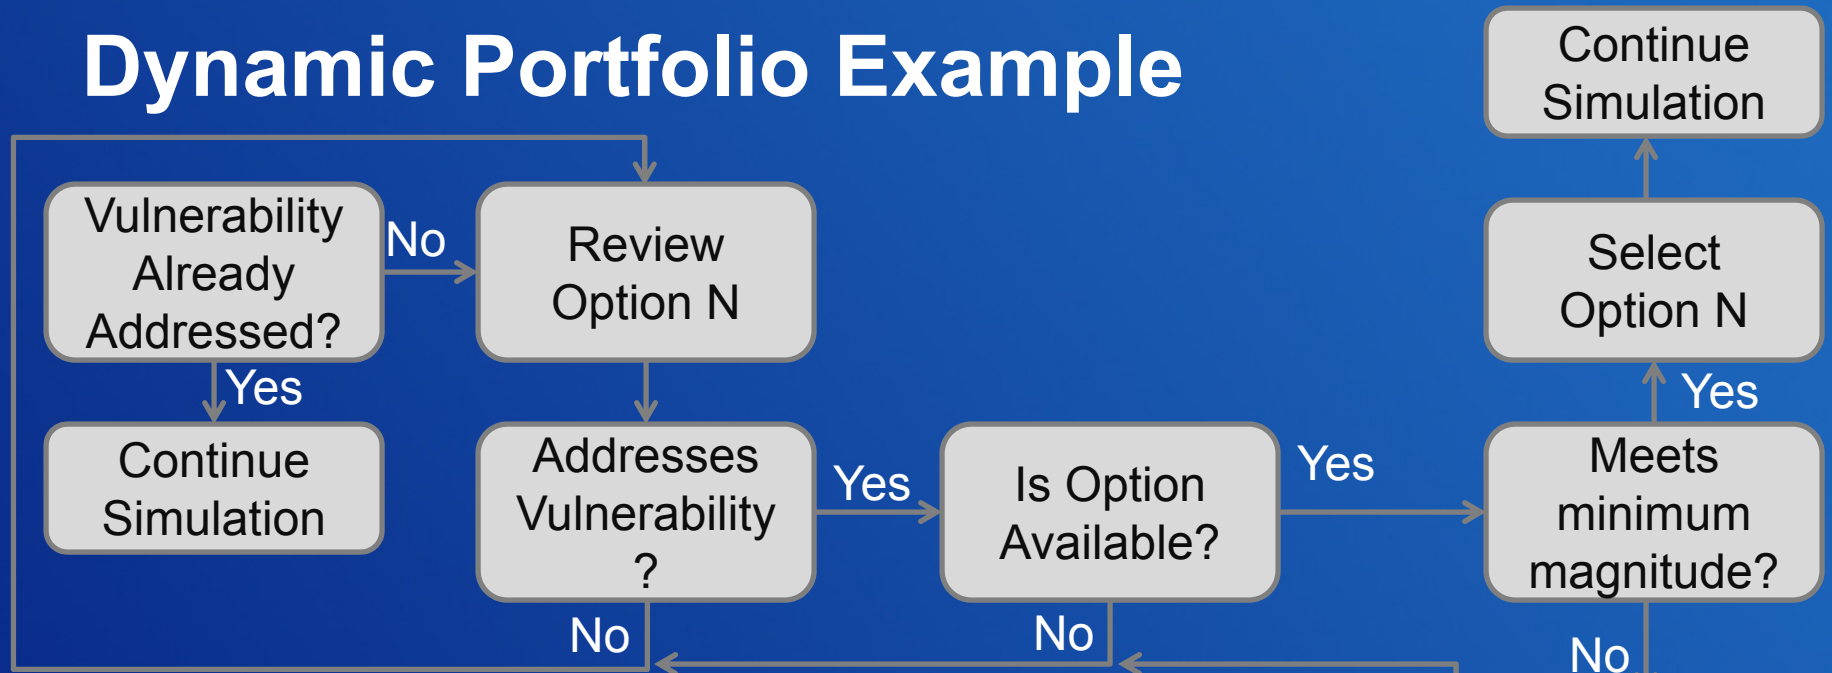 Dynamic Portfolio Example
Continue
Simulation
Vulnerability
Already
Addressed?
No
Review
Option N
Select
Option N
Yes
Yes
Continue
Simulation
Addresses
Vulnerability
?
Yes
Is Option
Available?
Yes
Meets
minimum
magnitude?
No
No
No